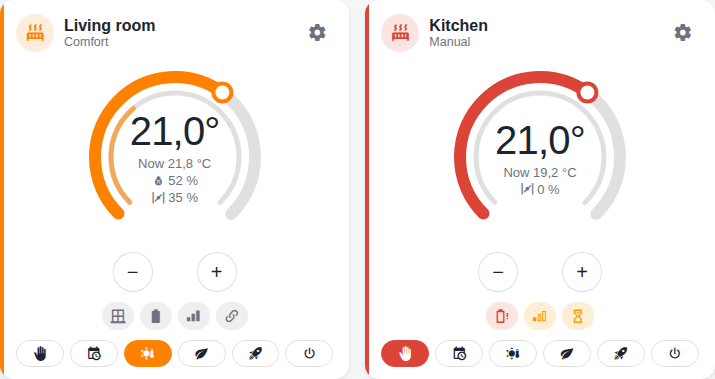 Living room
Comfort
21,0°
Now 21,8 °C
52 %
35 %
−
+
Kitchen
Manual
21,0°
Now 19,2 °C
0 %
−
+